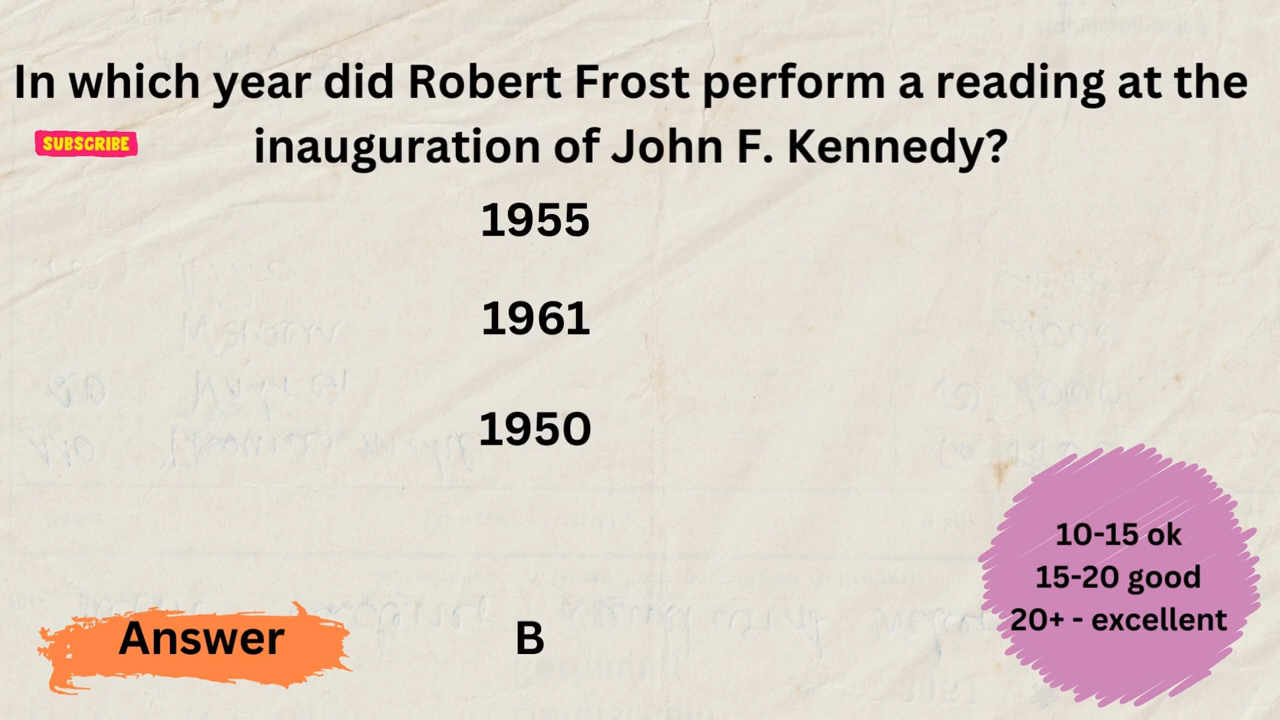 In which year did Robert Frost perform a reading at the
SUBSCRIBE
inauguration of John F. Kennedy?
1955
1961
1950
10-15 ok
15-20 good
20+ - excellent
Answer
B